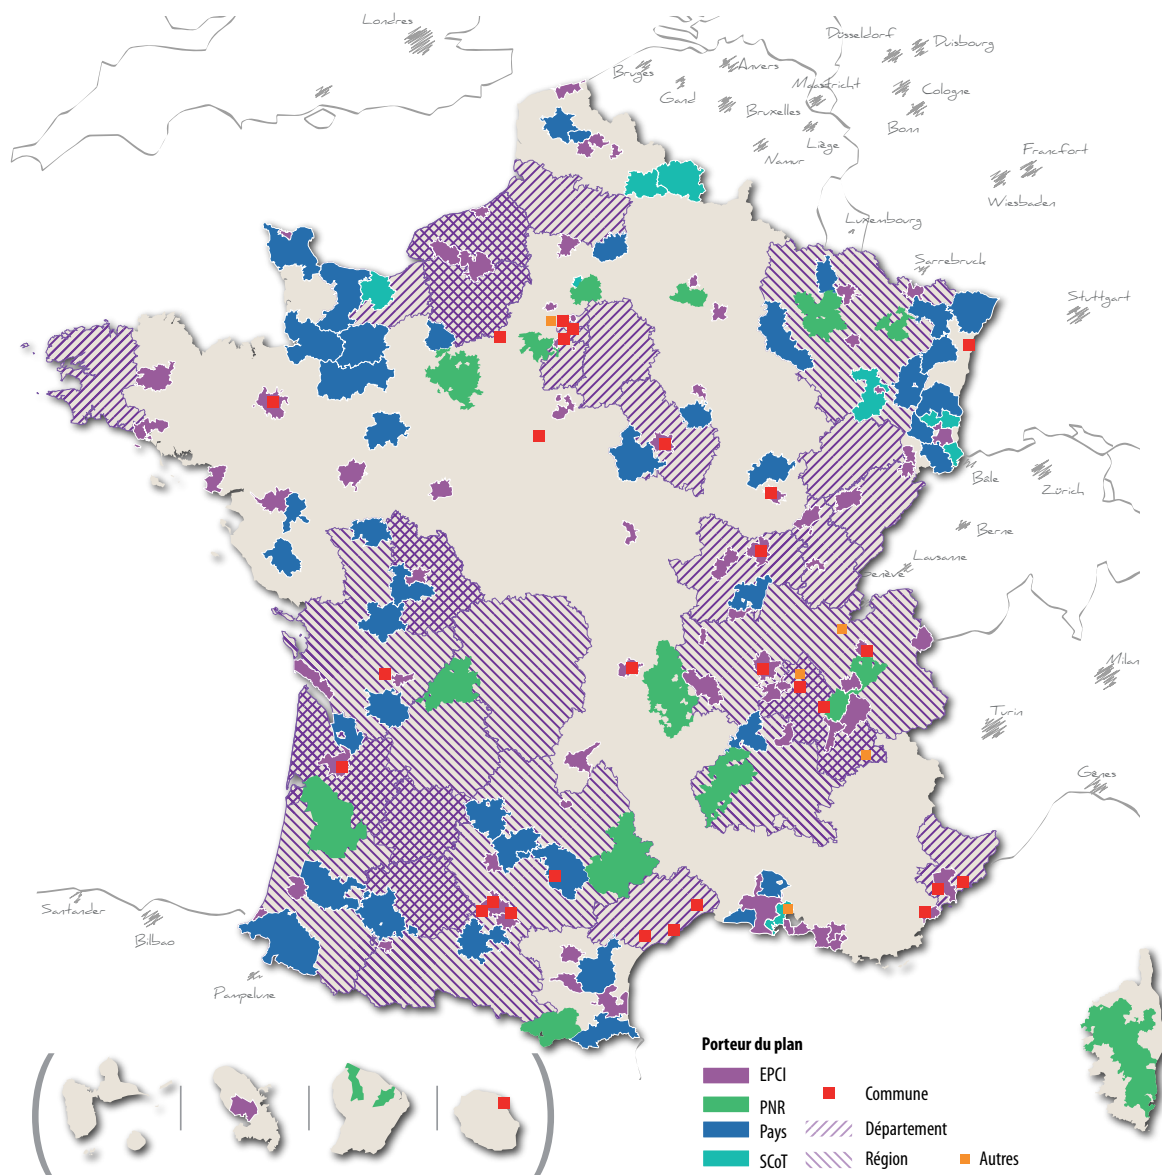 Londres
Düsseldorf
Duisbourg
Bruges
Anvers
Gand
Maastricht
Cologne
Bruxelles
Bonn
Liège
Namur
Francfort
Wiesbaden
Luxembourg
Sarrebruck
Stuttgart
Bâle
Zürich
Berne
Lausanne
Genève
Milan
Turin
Gênes
Santander
Bilbao
Pampelune
Porteur du plan
EPCI
PNR
Pays
SCoT
Commune
Département
Région
Autres